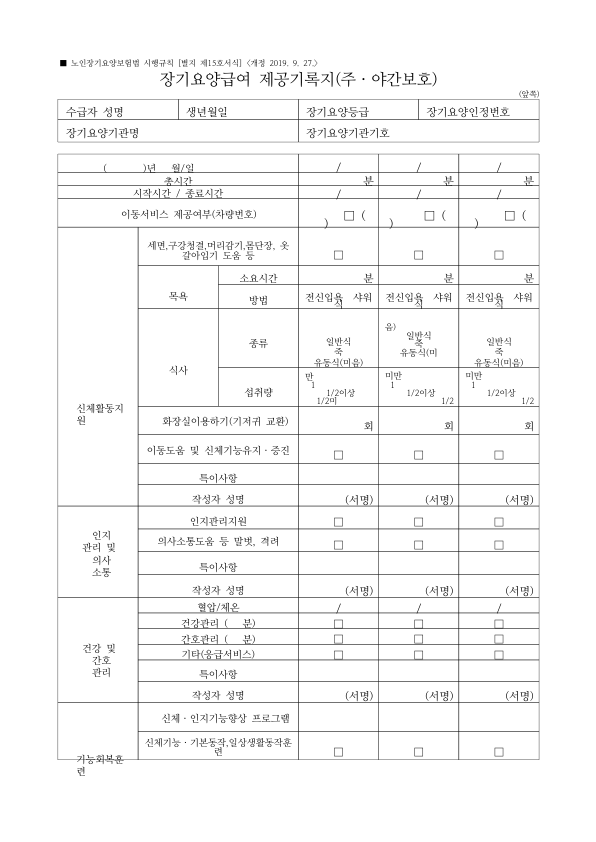 ■ 노인장기요양보험법 시행규칙 [별지 제15호서식] <개정 2019. 9. 27.>
장기요양급여 제공기록지(주ㆍ야간보호)
(앞쪽)
수급자 성명 생년월일 장기요양등급 장기요양인정번호
장기요양기관명 장기요양기관기호
( )년 월/일 / / /
총시간 분 분 분
시작시간 / 종료시간 / / /
이동서비스 제공여부(차량번호) □ ( ) □ ( ) □ ( )
신체활동지원
세면,구강청결,머리감기,몸단장, 옷
갈아입기 도움 등 □ □ □
목욕
소요시간 분 분 분
방법 전신입욕 샤워식 전신입욕 샤워식 전신입욕 샤워식
식사
종류
일반식
죽
유동식(미음)
일반식
죽
유동식(미음)
일반식
죽
유동식(미음)
섭취량
1
1/2이상
1/2미만
1
1/2이상
1/2미만
1
1/2이상
1/2미만
화장실이용하기(기저귀 교환) 회 회 회
이동도움 및 신체기능유지ㆍ증진 □ □ □
특이사항
작성자 성명 (서명) (서명) (서명)
인지
관리 및
의사
소통
인지관리지원 □ □ □
의사소통도움 등 말벗, 격려 □ □ □
특이사항
작성자 성명 (서명) (서명) (서명)
건강 및
간호
관리
혈압/체온 / / /
건강관리 ( 분) □ □ □
간호관리 ( 분) □ □ □
기타(응급서비스) □ □ □
특이사항
작성자 성명 (서명) (서명) (서명)
기능회복훈
련
신체ㆍ인지기능향상 프로그램
신체기능ㆍ기본동작,일상생활동작훈
련 □ □ □